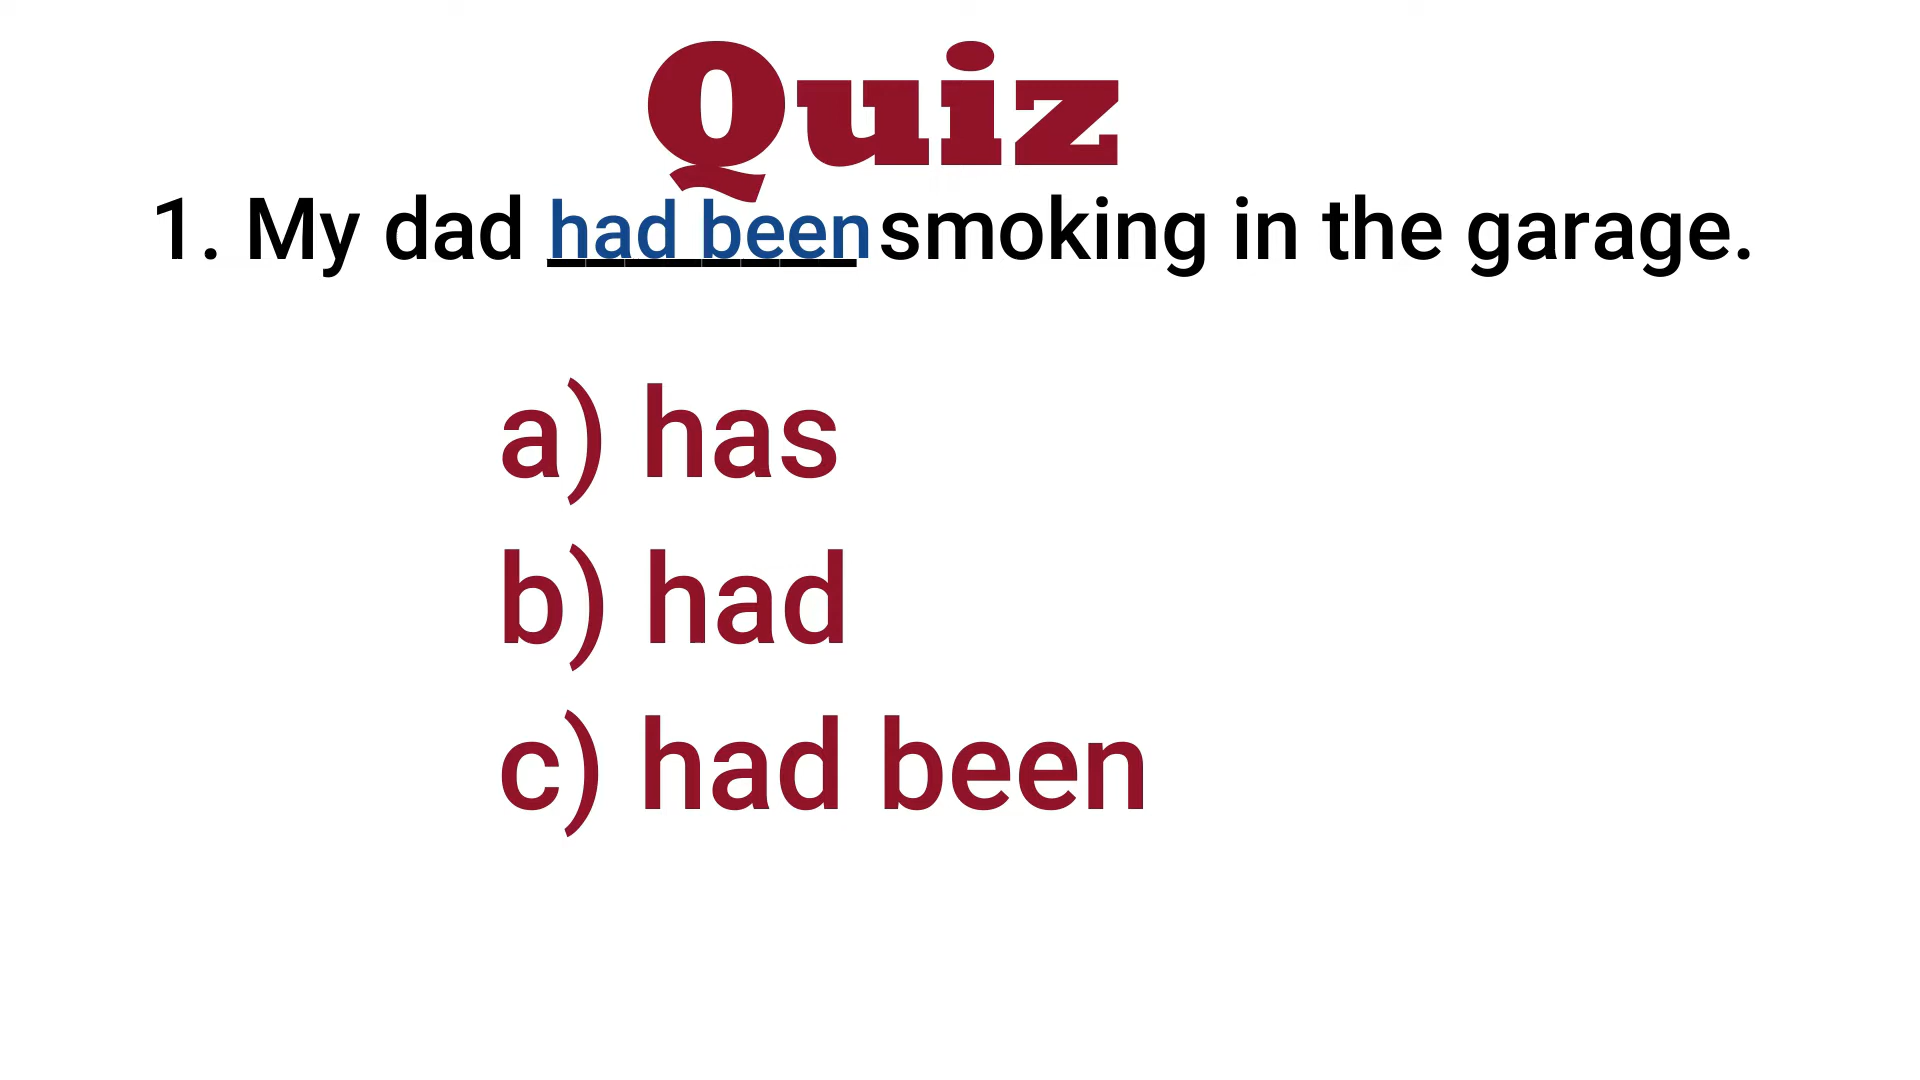 Quiz
1. My dad had been smoking in the garage.
a) has
b) had
c) had been